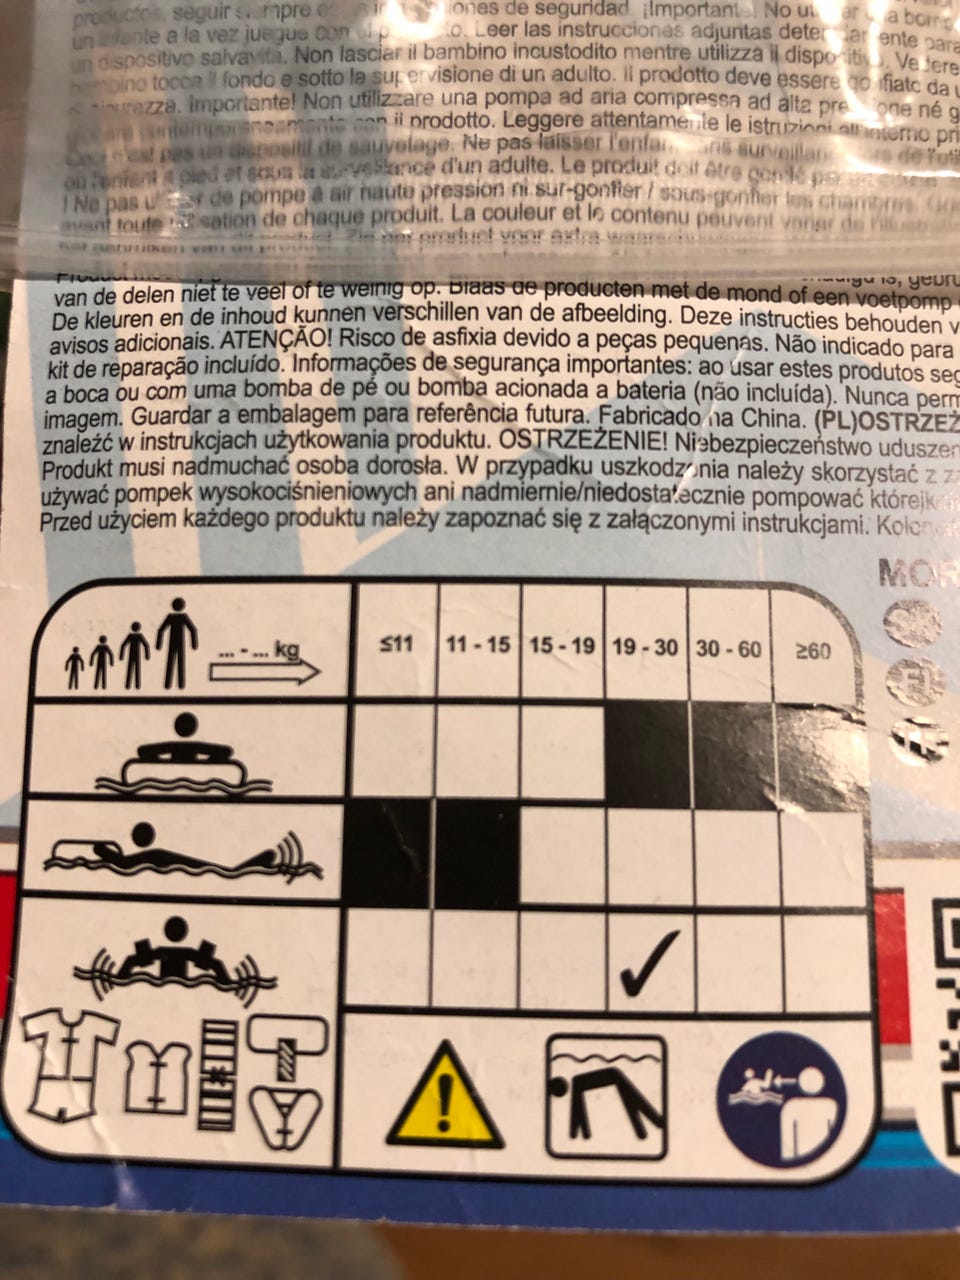 productos, seguir siempre iones de seguridad. ¡Important No
un infante a la vez juegue con el Leer las instrucciones adjuntas para
un dispositivo salvavita. Non lasciar il bambino incustodito mentre utilizza il dispositivo. Vedere
bambino tocca il fondo e sotto la supervisione di un adulto. Il prodotto deve essere gonfiato da
sicurezza. Importante! Non utilizzare una pompa ad aria compressa ad alta pressione né
contemporaneamente con il prodotto. Leggere attentamente le istruzioni all'interno
Ceci n'est pas un dispositif de sauvetage. Ne pas laisser l'enfant sans
où l'enfant a pied et sous la surveillance d'un adulte. Le produit doit être gonflé
! Ne pas de pompe à air haute pression ni sur-gonfler / sous-gonfler les chambres.
avant toute utilisation de chaque produit. La couleur et le contenu peuvent varier de
van de delen niet te veel of te weinig op. Blaas de producten met de mond of een voetpomp
De kleuren en de inhoud kunnen verschillen van de afbeelding. Deze instructies behouden v
avisos adicionais. ATENÇÃO! Risco de asfixia devido a peças pequenas. Não indicado para
kit de reparação incluído. Informações de segurança importantes: ao usar estes produtos seg
a boca ou com uma bomba de pé ou bomba acionada a bateria (não incluída). Nunca perm
imagem. Guardar a embalagem para referência futura. Fabricado na China. (PL)OSTRZEŻ
znaleźć w instrukcjach użytkowania produktu. OSTRZEŻENIE! Niebezpieczeństwo uduszen
Produkt musi nadmuchać osoba dorosła. W przypadku uszkodzenia należy skorzystać z
używać pompek wysokociśnieniowych ani nadmiernie/niedostatecznie pompować którejk
Przed użyciem każdego produktu należy zapoznać się z załączonymi instrukcjami. Kolo
MOR
... - ... kg ≤11 11 - 15 15 - 19 19 - 30 30 - 60 ≥60